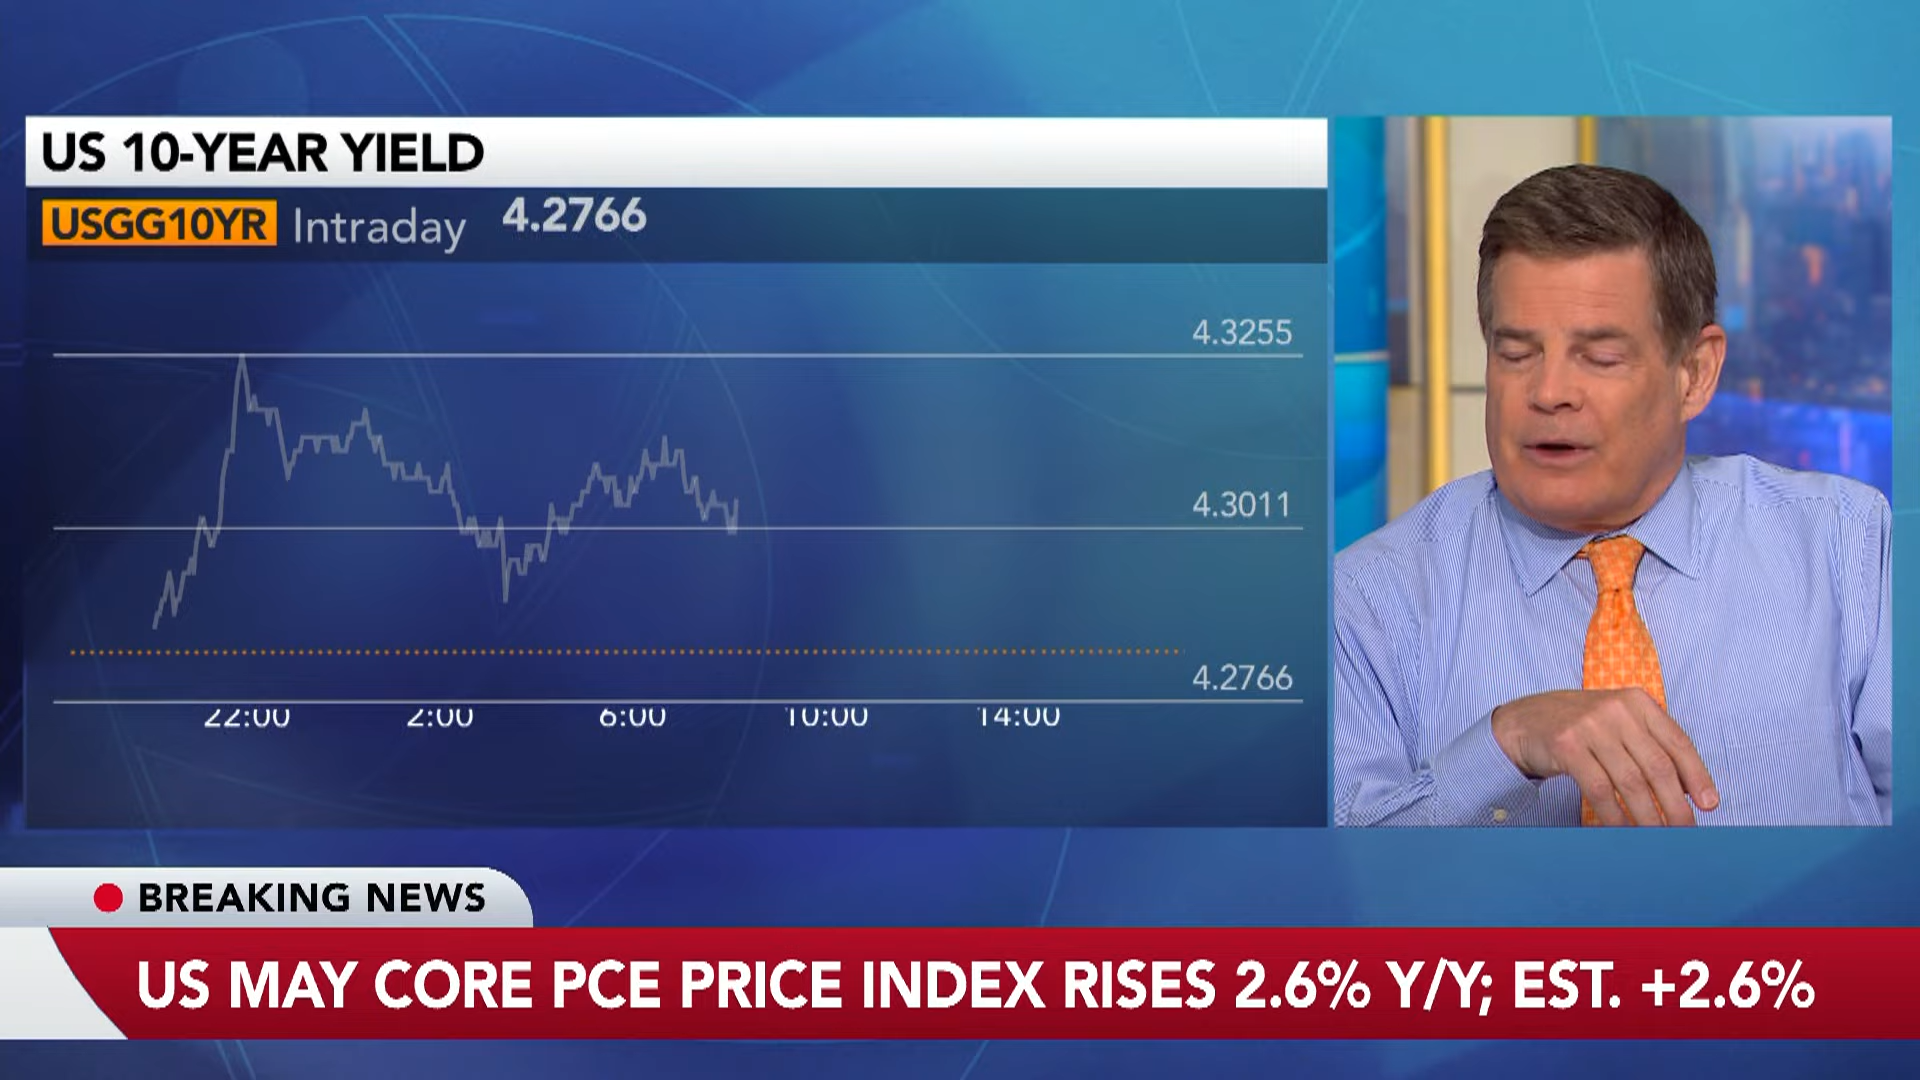 US 10-YEAR YIELD
USGG10YR Intraday 4.2766
4.3255
4.3011
4.2766
22:00 2:00 6:00 10:00 14:00
BREAKING NEWS
US MAY CORE PCE PRICE INDEX RISES 2.6% Y/Y; EST. +2.6%